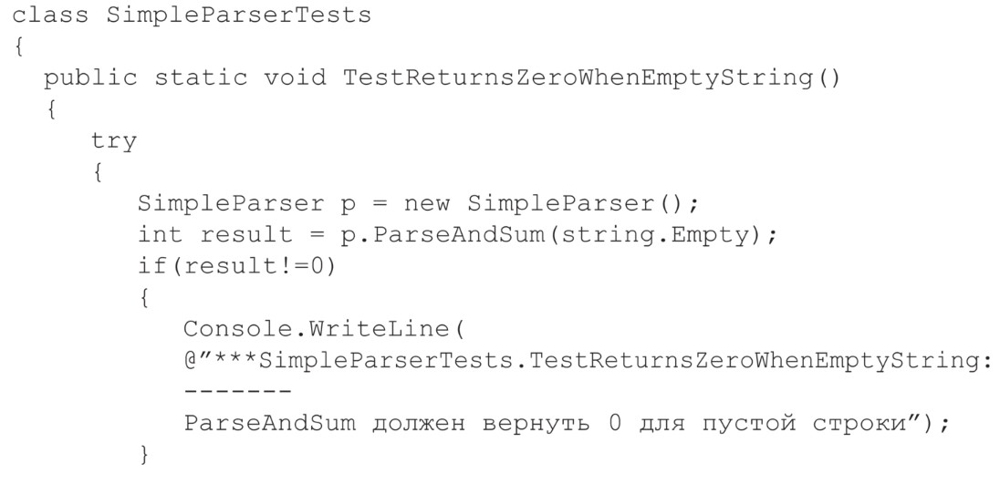 class SimpleParserTests
{
  public static void TestReturnsZeroWhenEmptyString()
  {
     try
     {
        SimpleParser p = new SimpleParser();
        int result = p.ParseAndSum(string.Empty);
        if(result!=0)
        {
           Console.WriteLine(
           @”***SimpleParserTests.TestReturnsZeroWhenEmptyString:
           -------
           ParseAndSum должен вернуть 0 для пустой строки”);
        }